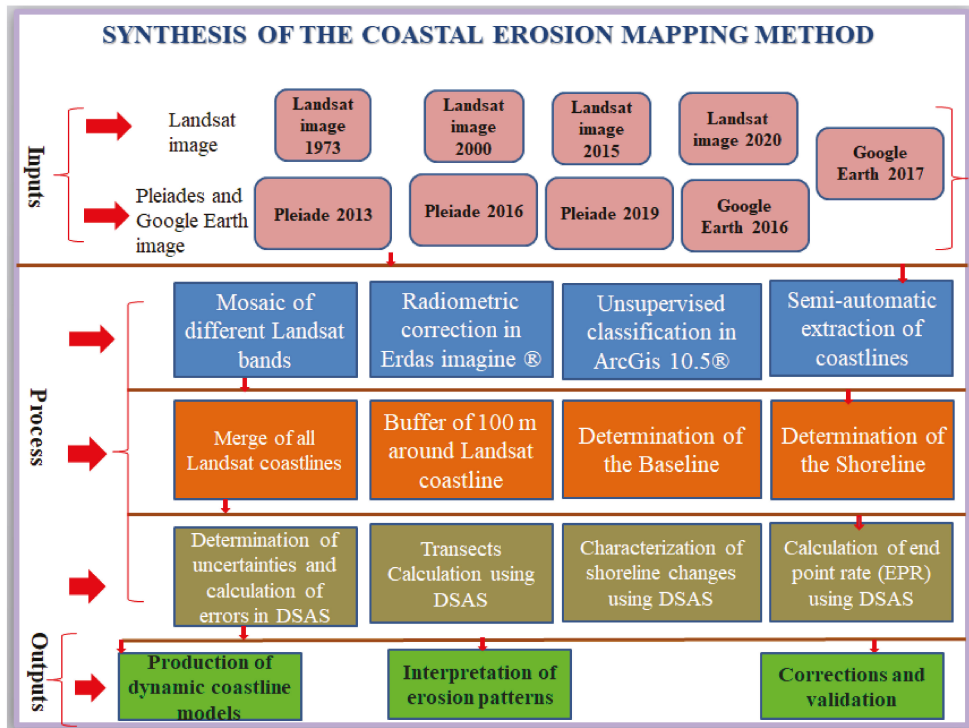 SYNTHESIS OF THE COASTAL EROSION MAPPING METHOD
Inputs
Landsat
image
Landsat
image
1973
Landsat
image
2000
Landsat
image
2015
Landsat
image 2020
Google
Earth 2017
Pleiades and
Google Earth
image
Pleiade 2013
Pleiade 2016
Pleiade 2019
Google
Earth 2016
Process
Mosaic of
different Landsat
bands
Radiometric
correction in
Erdas imagine ®
Unsupervised
classification in
ArcGis 10.5®
Semi-automatic
extraction of
coastlines
Merge of all
Landsat coastlines
Buffer of 100 m
around Landsat
coastline
Determination of
the Baseline
Determination of
the Shoreline
Determination of
uncertainties and
calculation of
errors in DSAS
Transects
Calculation using
DSAS
Characterization of
shoreline changes
using DSAS
Calculation of end
point rate (EPR)
using DSAS
Outputs
Production of
dynamic coastline
models
Interpretation of
erosion patterns
Corrections and
validation